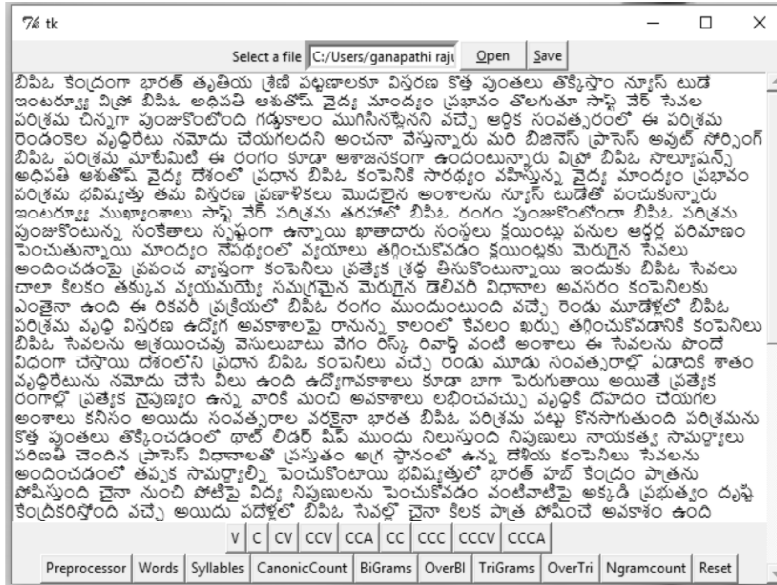 tk
Select a file C:/Users/ganapathi raju Open Save
బిపిఓ కేంద్రంగా భారత్ తృతియ శ్రేణి పట్టణాలకూ విస్తరణ కొత్త పుంతలు తొక్కిస్తాం న్యూస్ టుడే
ఇంటర్వ్యూ విప్రో బిపిఓ అధిపతి ఆశుతోష్ వైద్య మాంద్యం ప్రభావం తొలగుతూ సాఫ్ట్ వేర్ సేవల
పరిశ్రమ చిన్నగా పుంజుకొంటోంది గడ్డుకాలం ముగిసినట్లేనని వచ్చే ఆర్థిక సంవత్సరంలో ఈ పరిశ్రమ
రెండంకెల వృద్ధిరేటు నమోదు చేయగలదని అంచనా వేస్తున్నారు మరి బిజినెస్ ప్రాసెస్ అవుట్ సోర్సింగ్
బిపిఓ పరిశ్రమ మాటేమిటి ఈ రంగం కూడా ఆశాజనకంగా ఉందంటున్నారు విప్రో బిపిఓ సొల్యూషన్స్
అధిపతి ఆశుతోష్ వైద్య దేశంలో ప్రధాన బిపిఓ కంపెనికి సారథ్యం వహిస్తున్న వైద్య మాంద్యం ప్రభావం
పరిశ్రమ భవిష్యత్తు తమ విస్తరణ ప్రణాళికలు మొదలైన అంశాలను న్యూస్ టుడేతో పంచుకున్నారు
ఇంటర్వ్యూ ముఖ్యాంశాలు సాఫ్ట్ వేర్ పరిశ్రమ తరహాలో బిపిఓ రంగం పుంజుకొంటోందా బిపిఓ పరిశ్రమ
పుంజుకొంటున్న సంకేతాలు స్పష్టంగా ఉన్నాయి ఖాతాదారు సంస్థలు క్లయింట్లు పనుల ఆర్డర్ల పరిమాణం
పెంచుతున్నాయి మాంద్యం నేపథ్యంలో వ్యయాలు తగ్గించుకొవడం క్లయింట్లకు మెరుగైన సేవలు
అందించడంపై ప్రపంచ వ్యాప్తంగా కంపెనిలు ప్రత్యేక శ్రద్ధ తిసుకొంటున్నాయి ఇందుకు బిపిఓ సేవలు
చాలా కిలకం తక్కువ వ్యయమయ్యే సమగ్రమైన మెరుగైన డెలివరి విధానాల అవసరం కంపెనిలకు
ఎంతైనా ఉంది ఈ రికవరి ప్రక్రియలో బిపిఓ రంగం ముందుంటుంది వచ్చే రెండు మూడేళ్లలో బిపిఓ
పరిశ్రమ వృద్ధి విస్తరణ ఉద్యోగ అవకాశాలపై రానున్న కాలంలో కేవలం ఖర్చు తగ్గించుకొవడానికి కంపెనిలు
బిపిఓ సేవలను ఆశ్రయించవు వెసులుబాటు వేగం రిస్క్ రివార్డ్ వంటి అంశాలు ఈ సేవలను పొందే
విధంగా చేస్తాయి దేశంలోని ప్రధాన బిపిఓ కంపెనిలు వచ్చే రెండు మూడు సంవత్సరాల్లో ఏడాదికి శాతం
వృద్ధిరేటును నమోదు చేసే విలు ఉంది ఉద్యోగావకాశాలు కూడా బాగా పెరుగుతాయి అయితే ప్రత్యేక
రంగాల్లో ప్రత్యేక నైపుణ్యం ఉన్న వారికి మంచి అవకాశాలు లభించవచ్చు వృద్ధికి దోహదం చేయగల
అంశాలు కనిసం అయిదు సంవత్సరాల వరకైనా భారత బిపిఓ పరిశ్రమ పట్టు కొనసాగుతుంది పరిశ్రమను
కొత్త పుంతలు తొక్కించడంలో థాట్ లిడర్ షిప్ ముందు నిలుస్తుంది నిపుణులు నాయకత్వ సామర్థ్యాలు
పరిణతి చెందిన ప్రాసెస్ విధానాలతో ప్రస్తుతం అగ్ర స్థానంలో ఉన్న దేశియ కంపెనిలు సేవలను
అందించడంలో తప్పక సామర్థ్యాల్ని పెంచుకొంటాయి భవిష్యత్తులో భారత్ హబ్ కేంద్రం పాత్రను
పోషిస్తుంది చైనా నుంచి పోటిపై విద్య నిపుణులను పెంచుకోవడం వంటివాటిపై అక్కడి ప్రభుత్వం దృష్టి
కేంద్రికరిస్తోంది వచ్చే అయిదు పదేళ్లలో బిపిఓ సేవల్లో చైనా కిలక పాత్ర పోషించే అవకాశం ఉంది
V C CV CCV CCA CC CCC CCCV CCCA
Preprocessor Words Syllables CanonicCount BiGrams OverBI TriGrams OverTri Ngramcount Reset